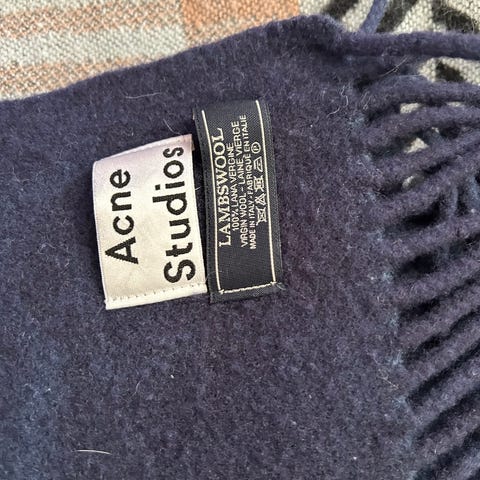 Acne
Studios
LAMBSWOOL
100% LANA VERGINE
VIRGIN WOOL - LAINE VIERGE
MADE IN ITALY • FABRIQUÉ EN ITALIE